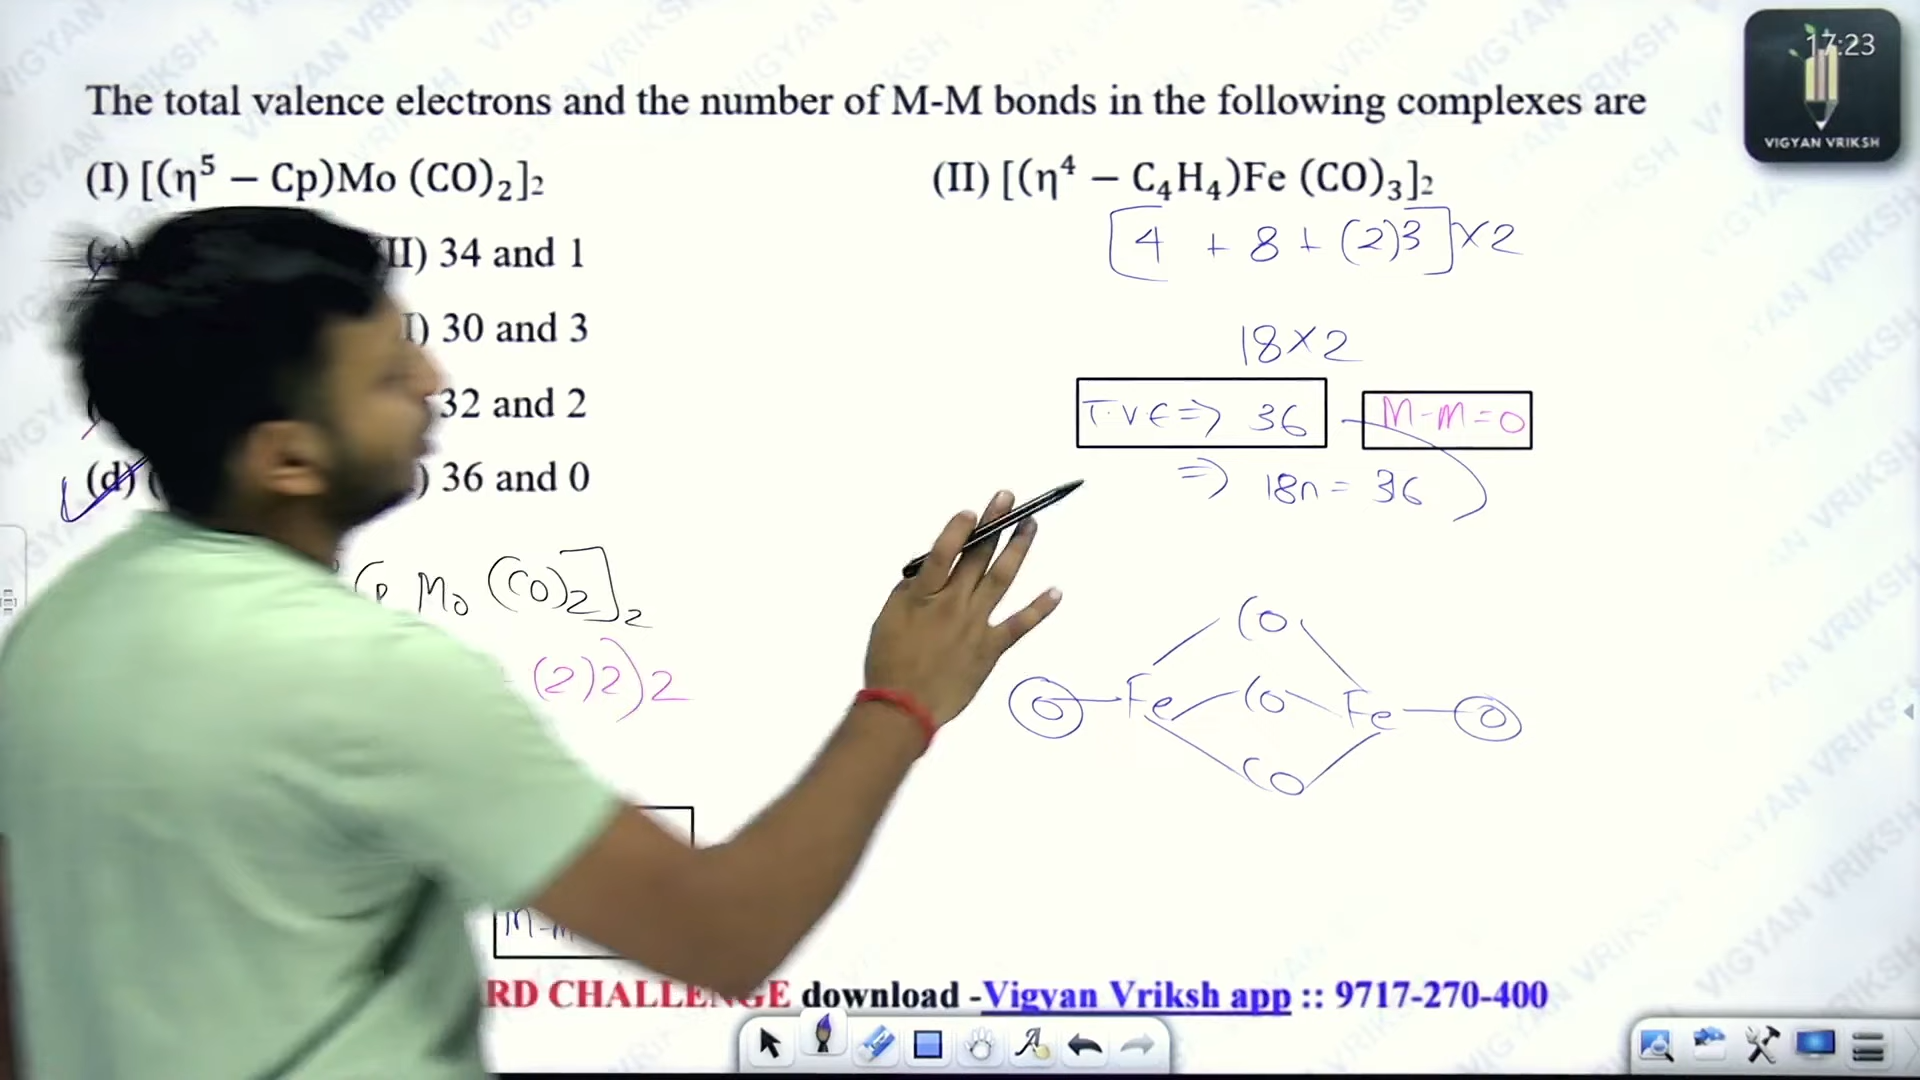 17:23
VIGYAN VRIKSH
The total valence electrons and the number of M-M bonds in the following complexes are
(I) [(η⁵ − Cp)Mo (CO)₂]₂
(II) [(η⁴ − C₄H₄)Fe (CO)₃]₂
(a) II) 34 and 1
I) 30 and 3
32 and 2
(d) ( ) 36 and 0
[4 + 8 + (2)3] × 2
18 × 2
T.V.E ⇒ 36
M-M = 0
⇒ 18n = 36
Cp Mo (CO)₂]₂
(2)2)2
CO
O Fe CO Fe O
CO
M-M
RD CHALLENGE download -Vigyan Vriksh app :: 9717-270-400